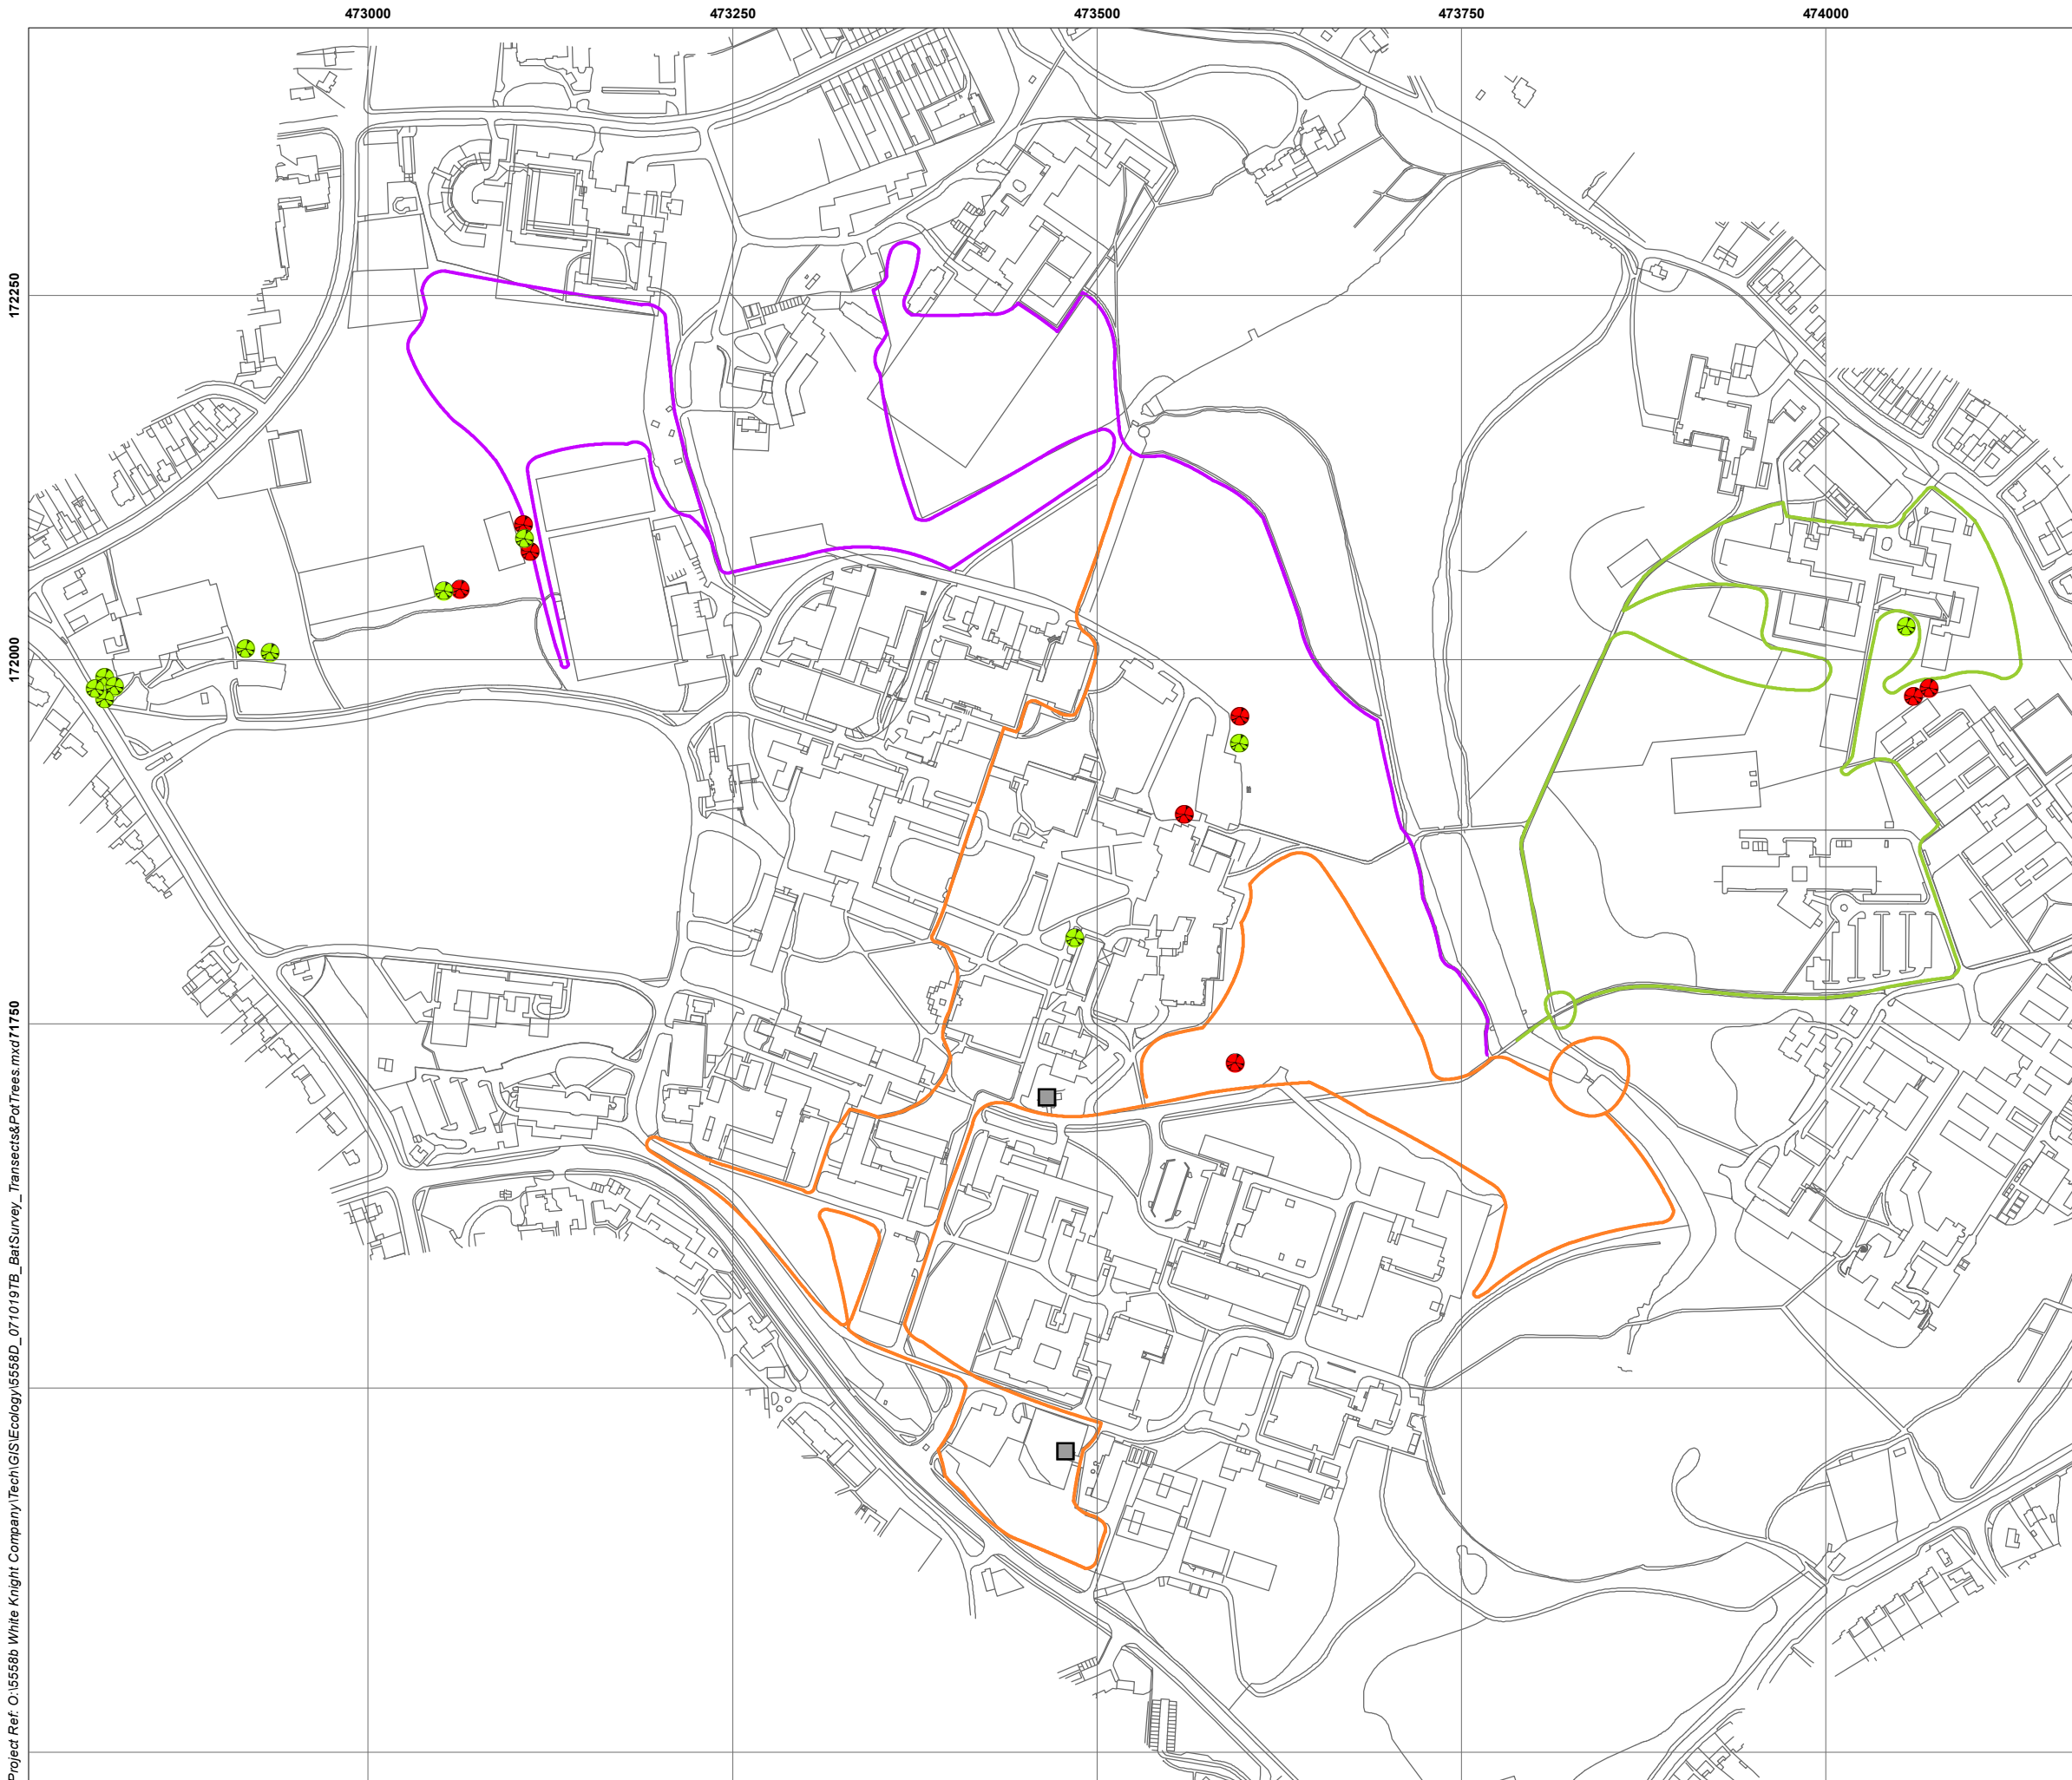 473000 473250 473500 473750 474000
172250
172000
171750
Project Ref: O:\5558b White Knight Company\Tech\GIS\Ecology\5558D_071019TB_BatSurvey_Transects&PotTrees.mxd